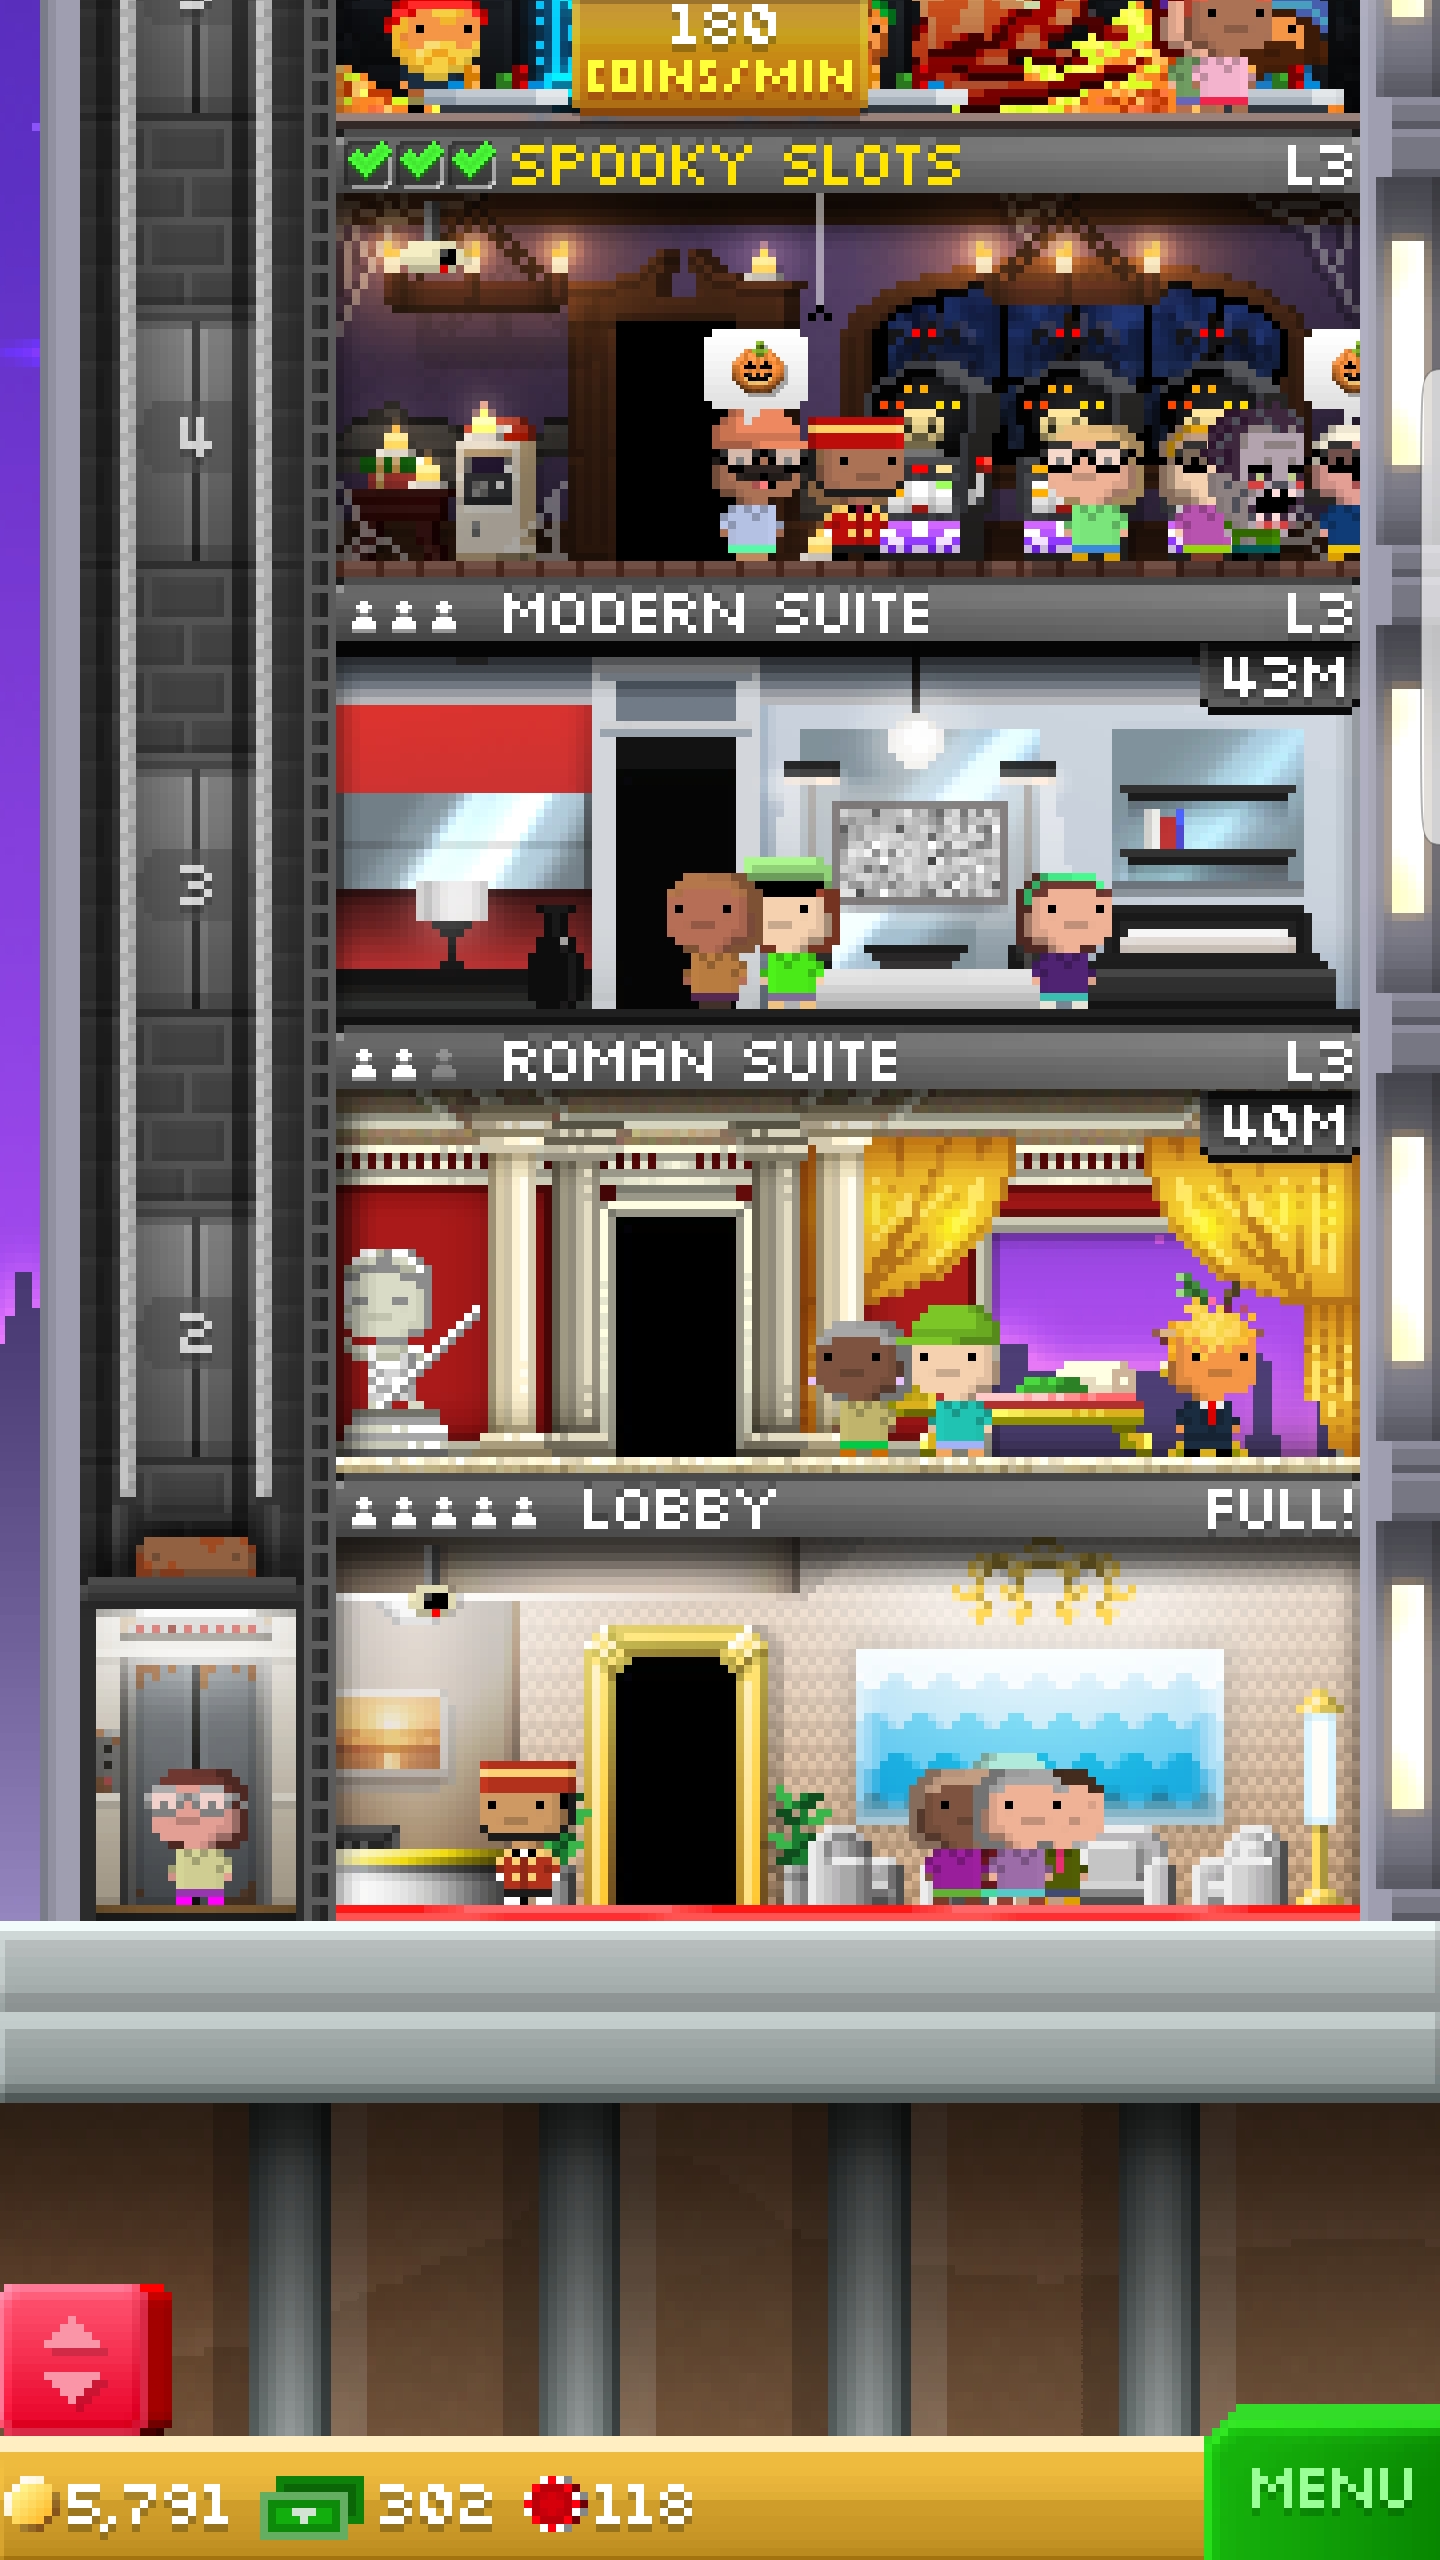 180
COINS/MIN
SPOOKY SLOTS L3
4
MODERN SUITE L3
43M
3
ROMAN SUITE L3
40M
2
LOBBY FULL!
5,791 302 118
MENU